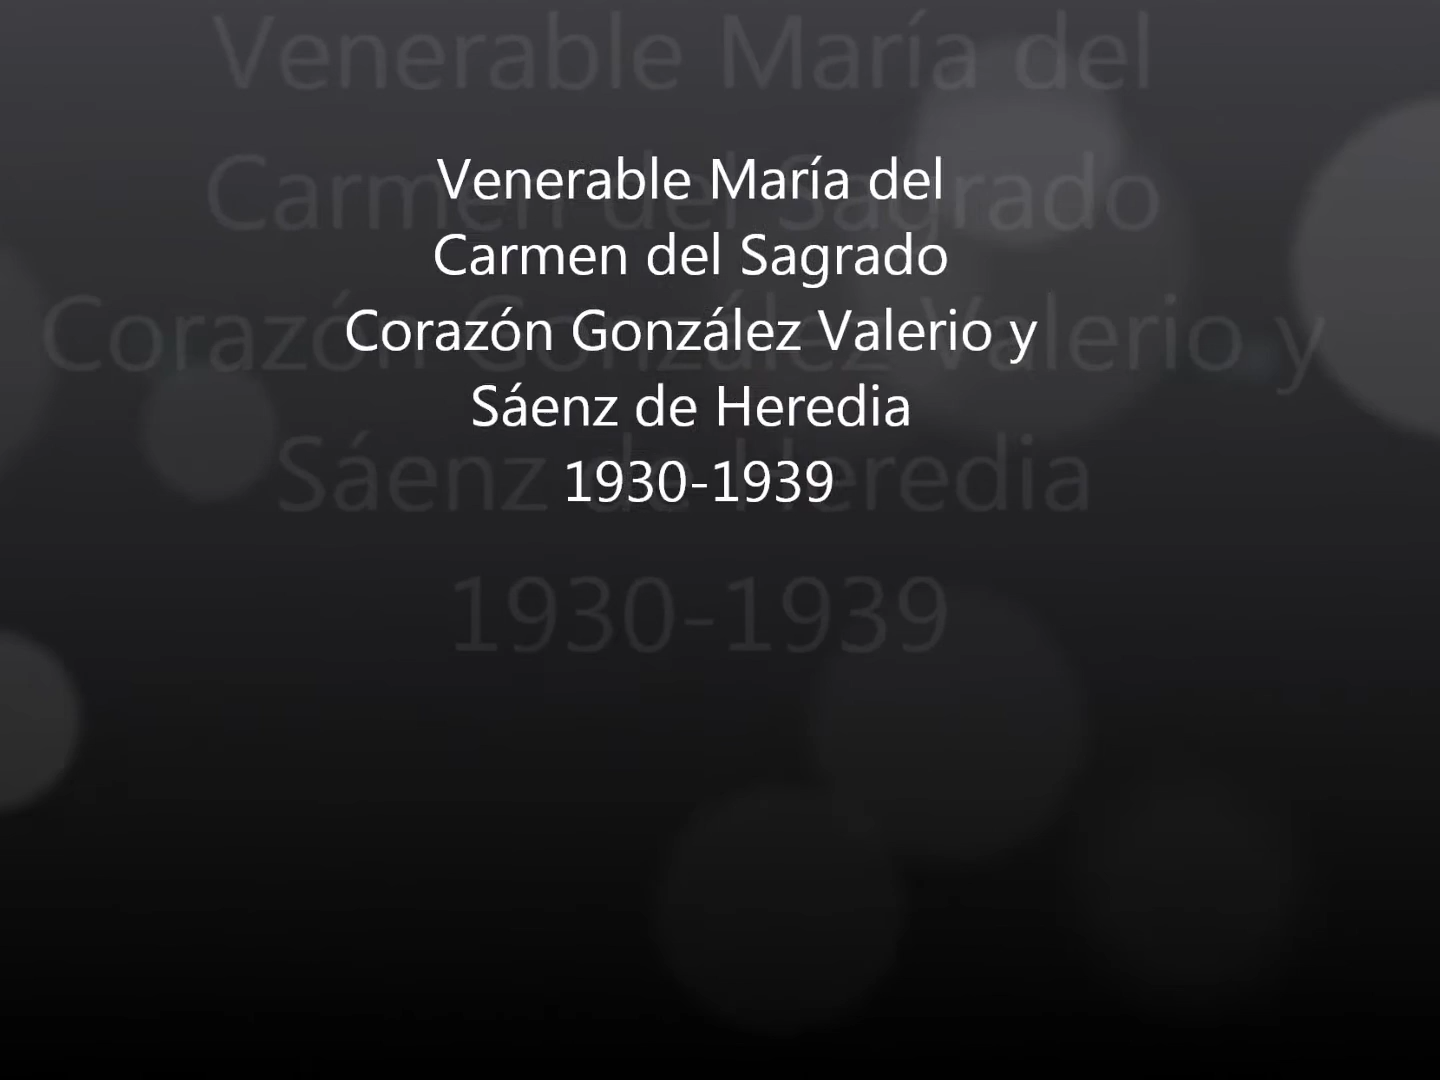 Venerable María del
Carmen del Sagrado
Corazón González Valerio y
Sáenz de Heredia
1930-1939